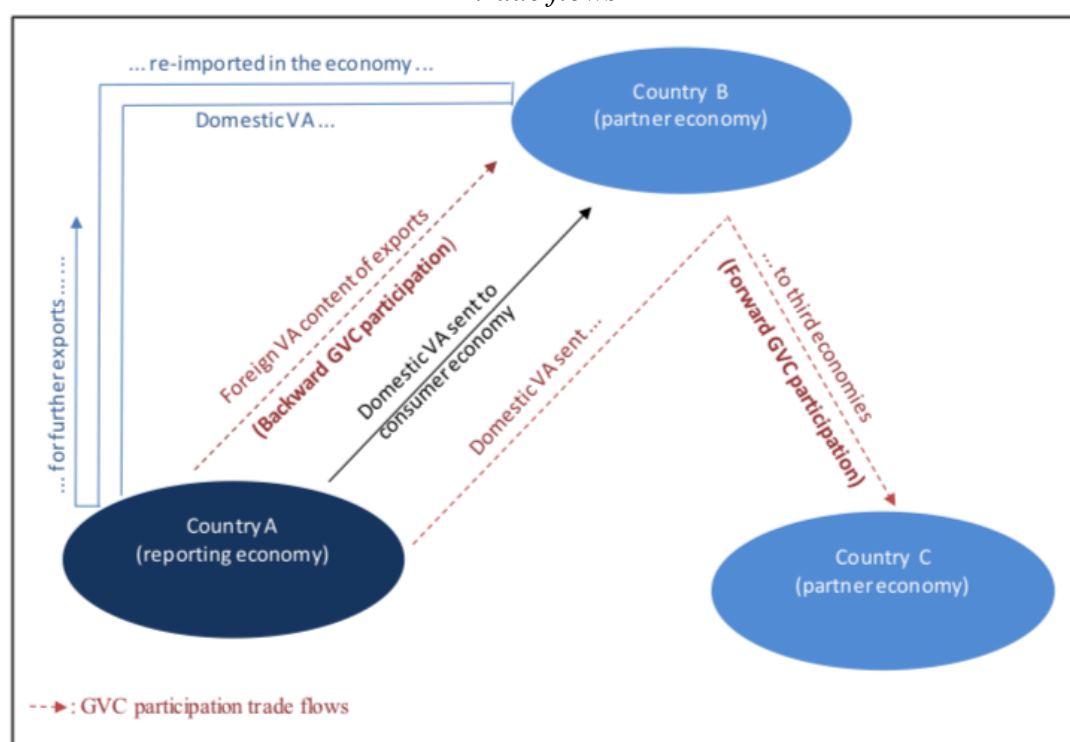 ... re-imported in the economy ...
Domestic VA ...
Country B
(partner economy)
... for further exports ... ...
Foreign VA content of exports
(Backward GVC participation)
Domestic VA sent to
consumer economy
Domestic VA sent ...
... to third economies
(Forward GVC participation)
Country A
(reporting economy)
Country C
(partner economy)
: GVC participation trade flows